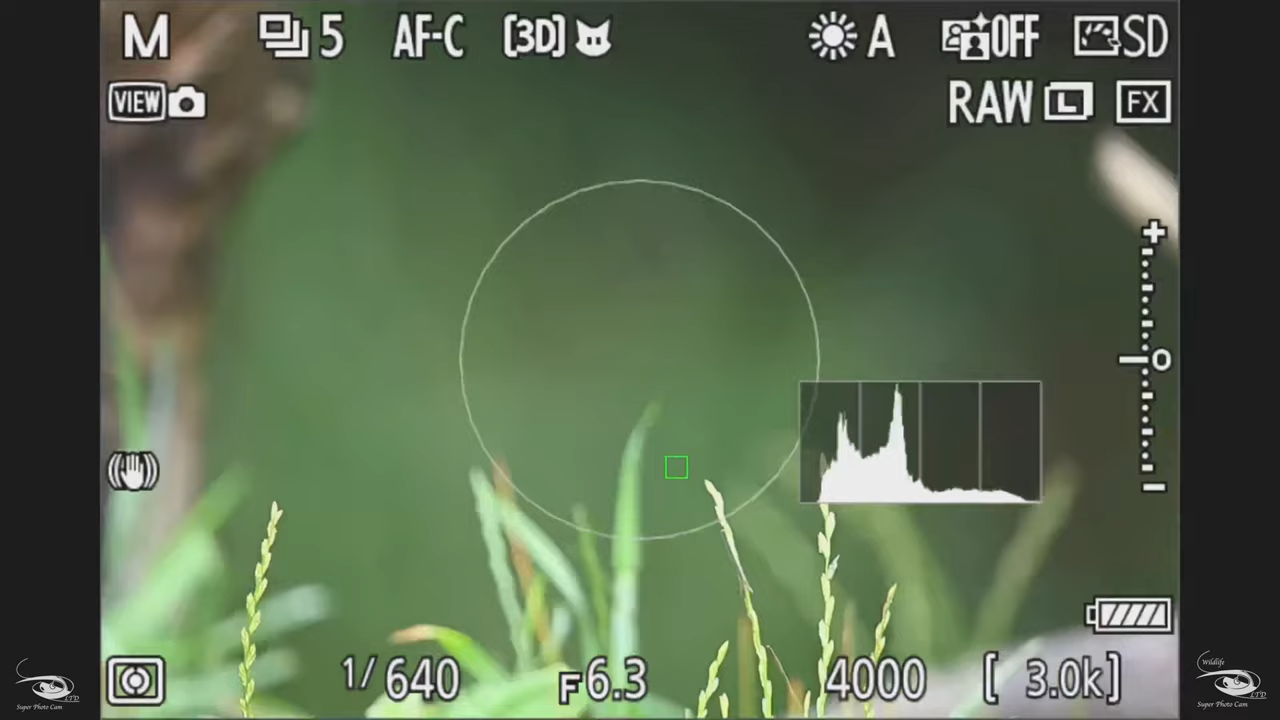 M 5 AF-C [3D] A OFF SD
VIEW RAW L FX
+
0
-
1/640 F6.3 4000 [ 3.0k]
LTD
Super Photo Cam
Wildlife
LTD
Super Photo Cam